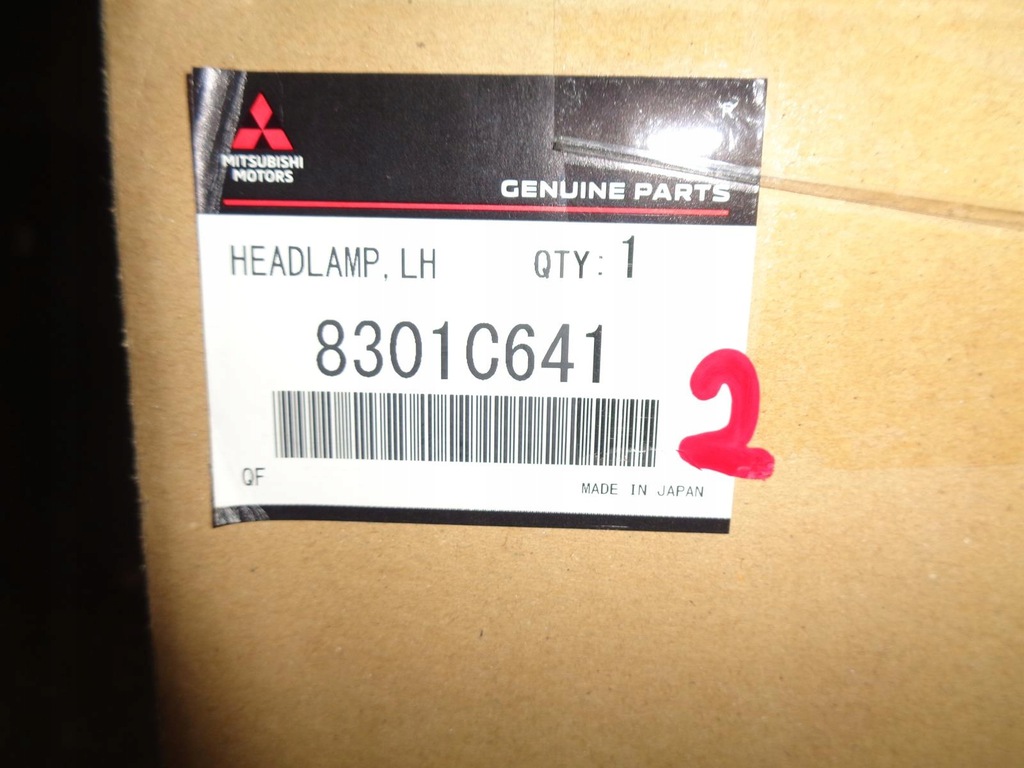 MITSUBISHI
MOTORS
GENUINE PARTS
HEADLAMP, LH QTY: 1
8301C641
2
QF
MADE IN JAPAN